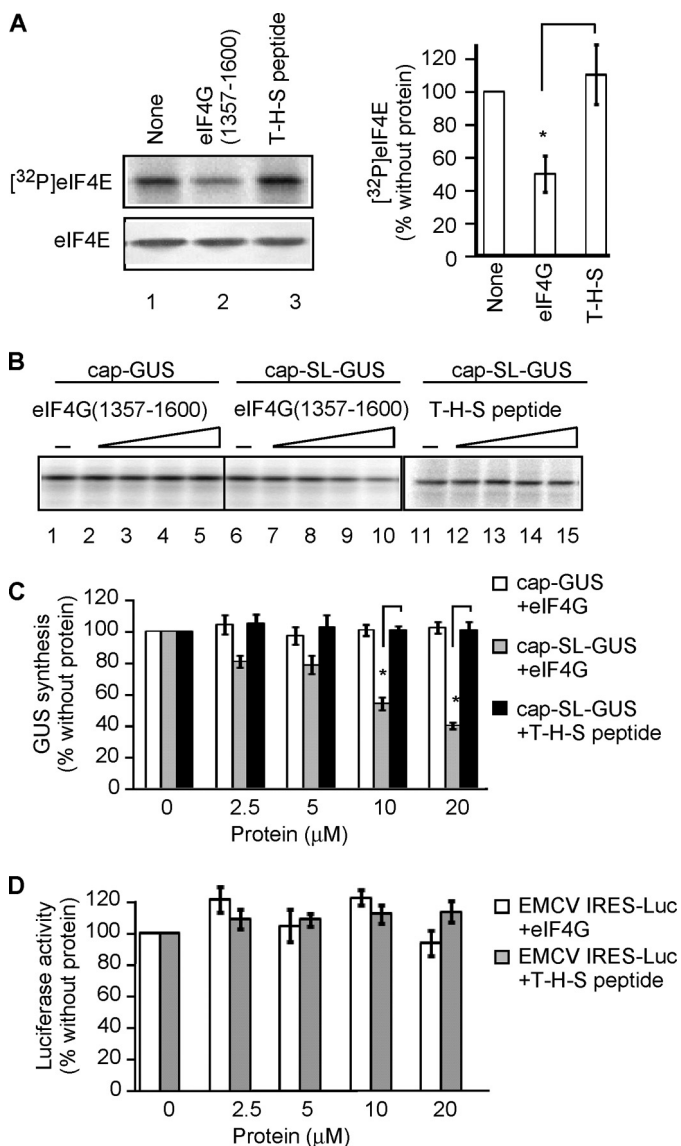 A
None
eIF4G
(1357-1600)
T-H-S peptide
[³²P]eIF4E
eIF4E
1 2 3
[³²P]eIF4E
(% without protein)
120
100
80
60
40
20
0
*
None
eIF4G
T-H-S
B
cap-GUS cap-SL-GUS cap-SL-GUS
eIF4G(1357-1600) eIF4G(1357-1600) T-H-S peptide
1 2 3 4 5 6 7 8 9 10 11 12 13 14 15
C
GUS synthesis
(% without protein)
120
100
80
60
40
20
0
* *
0 2.5 5 10 20
Protein (μM)
cap-GUS
+eIF4G
cap-SL-GUS
+eIF4G
cap-SL-GUS
+T-H-S peptide
D
Luciferase activity
(% without protein)
120
100
80
60
40
20
0
0 2.5 5 10 20
Protein (μM)
EMCV IRES-Luc
+eIF4G
EMCV IRES-Luc
+T-H-S peptide